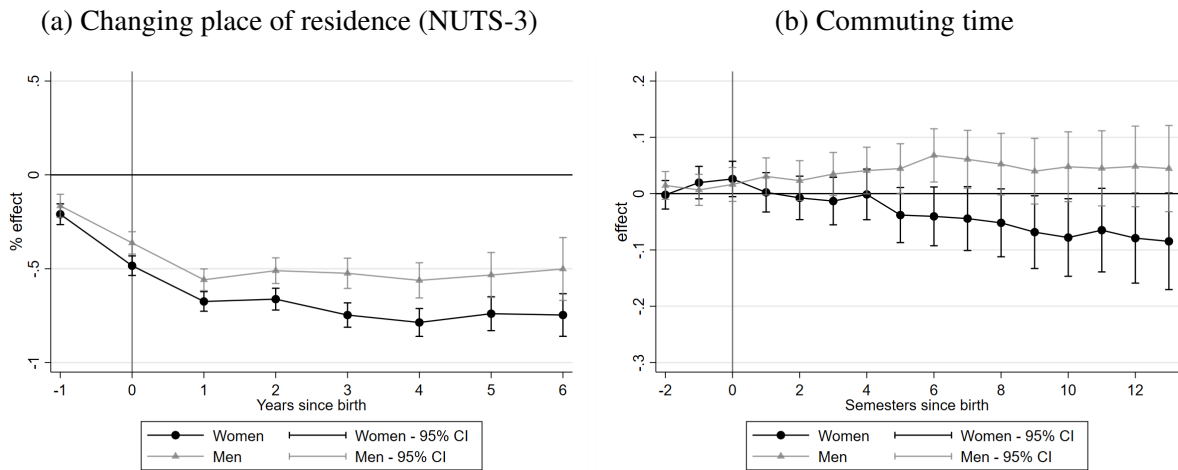 (a) Changing place of residence (NUTS-3)
% effect
.5
0
-.5
-1
-1 0 1 2 3 4 5 6
Years since birth
Women Women - 95% CI
Men Men - 95% CI
(b) Commuting time
effect
.2
.1
0
-.1
-.2
-.3
-2 0 2 4 6 8 10 12
Semesters since birth
Women Women - 95% CI
Men Men - 95% CI